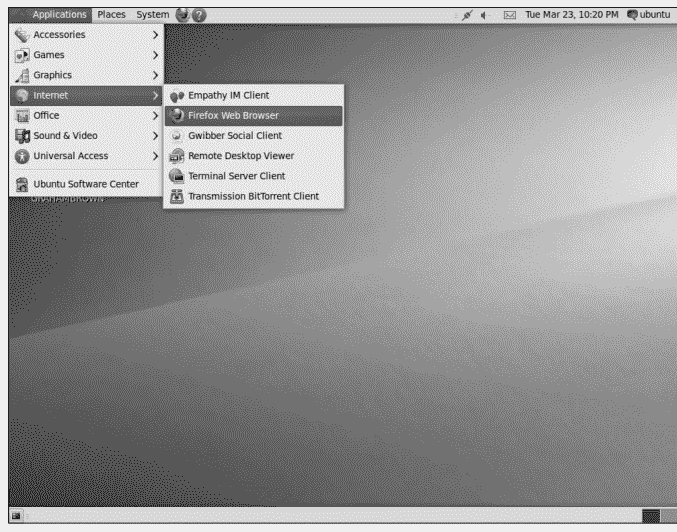 Applications Places System Tue Mar 23, 10:20 PM ubuntu
Accessories
Games
Graphics
Internet
Office
Sound & Video
Universal Access
Ubuntu Software Center
GRAHAMBROWN
Empathy IM Client
Firefox Web Browser
Gwibber Social Client
Remote Desktop Viewer
Terminal Server Client
Transmission BitTorrent Client